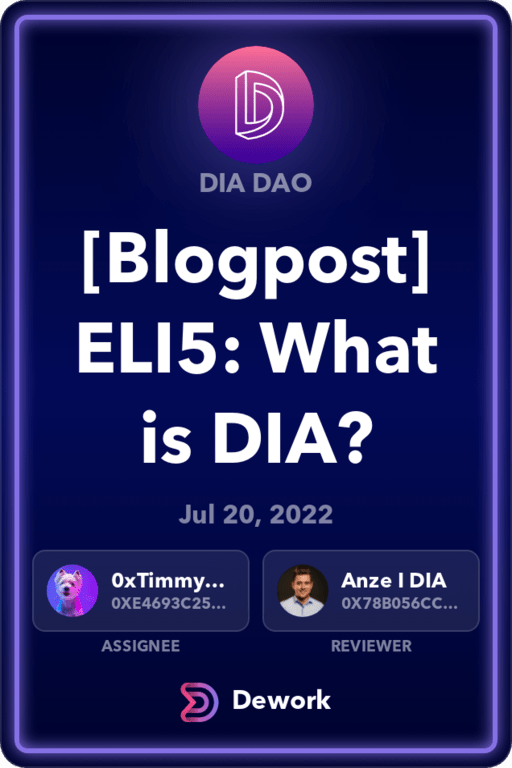 DIA DAO
[Blogpost]
ELI5: What
is DIA?
Jul 20, 2022
0xTimmy...
0XE4693C25...
Anze I DIA
0X78B056CC...
ASSIGNEE
REVIEWER
Dework